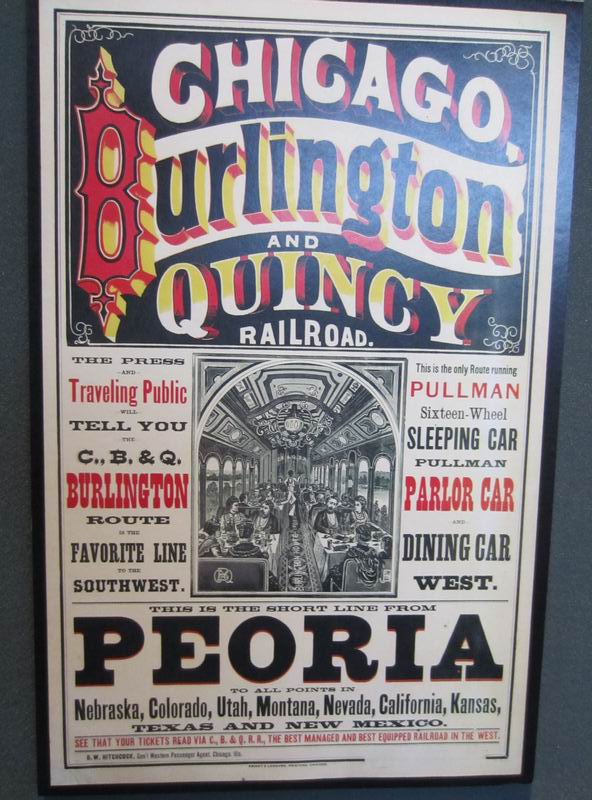 CHICAGO,
Burlington
AND
QUINCY
RAILROAD.
THE PRESS
AND
Traveling Public
WILL
TELL YOU
THE
C., B. & Q.
BURLINGTON
ROUTE
IS THE
FAVORITE LINE
TO THE
SOUTHWEST.
This is the only Route running
PULLMAN
Sixteen-Wheel
SLEEPING CAR
PULLMAN
PARLOR CAR
AND
DINING CAR
WEST.
THIS IS THE SHORT LINE FROM
PEORIA
TO ALL POINTS IN
Nebraska, Colorado, Utah, Montana, Nevada, California, Kansas,
TEXAS AND NEW MEXICO.
SEE THAT YOUR TICKETS READ VIA C., B. & Q. R. R., THE BEST MANAGED AND BEST EQUIPPED RAILROAD IN THE WEST.
D. W. HITCHCOCK, Gen'l Western Passenger Agent, Chicago, Ills.